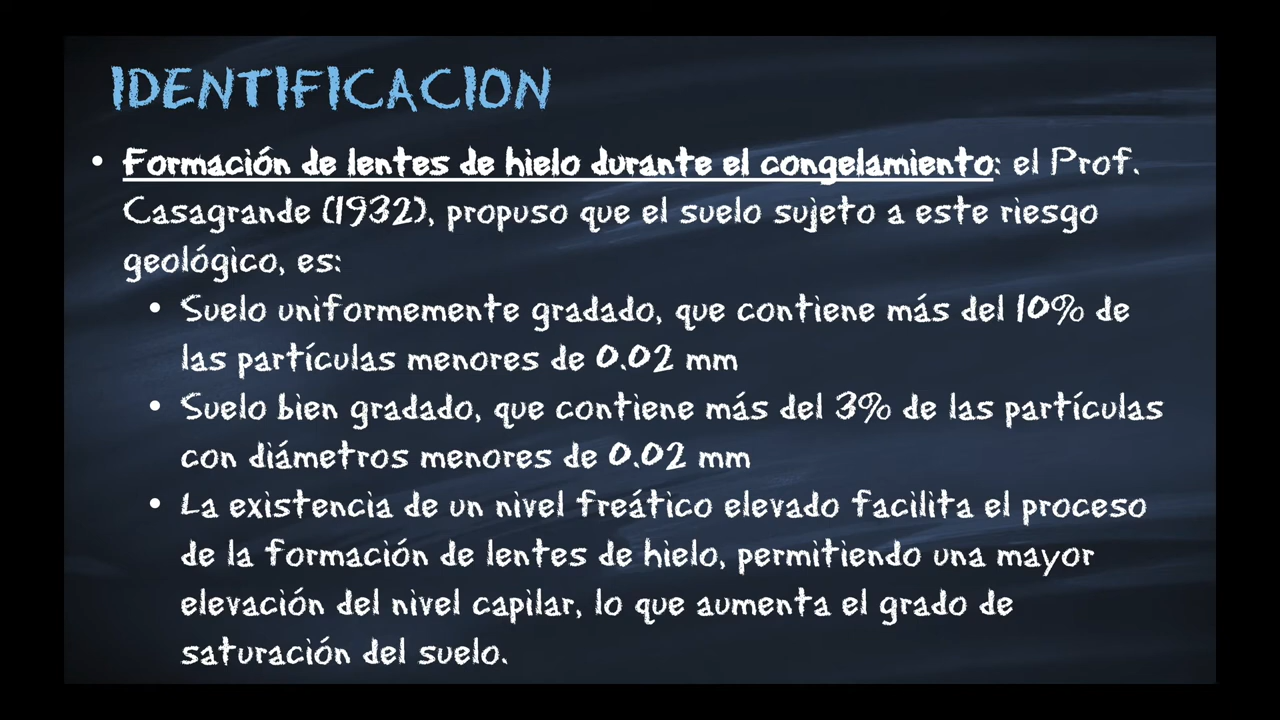 IDENTIFICACION
• Formación de lentes de hielo durante el congelamiento: el Prof.
Casagrande (1932), propuso que el suelo sujeto a este riesgo
geológico, es:
• Suelo uniformemente gradado, que contiene más del 10% de
las partículas menores de 0.02 mm
• Suelo bien gradado, que contiene más del 3% de las partículas
con diámetros menores de 0.02 mm
• La existencia de un nivel freático elevado facilita el proceso
de la formación de lentes de hielo, permitiendo una mayor
elevación del nivel capilar, lo que aumenta el grado de
saturación del suelo.